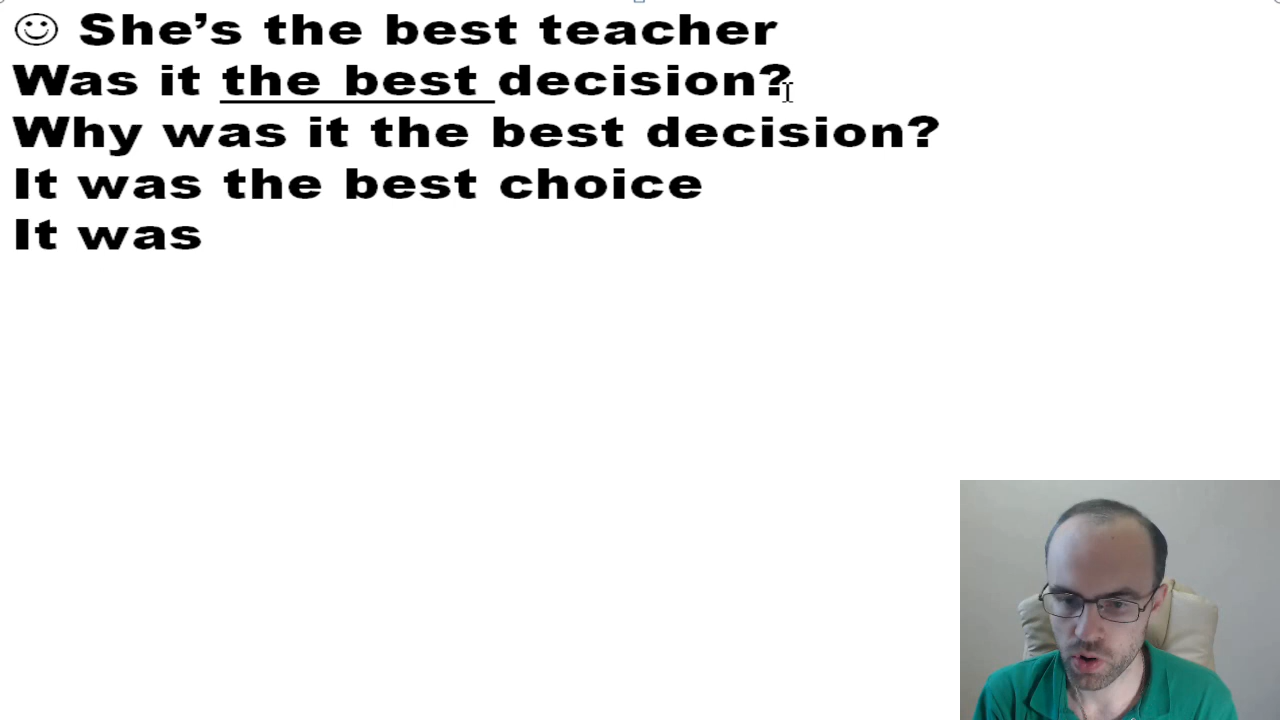 ☺ She’s the best teacher
Was it the best decision?
Why was it the best decision?
It was the best choice
It was